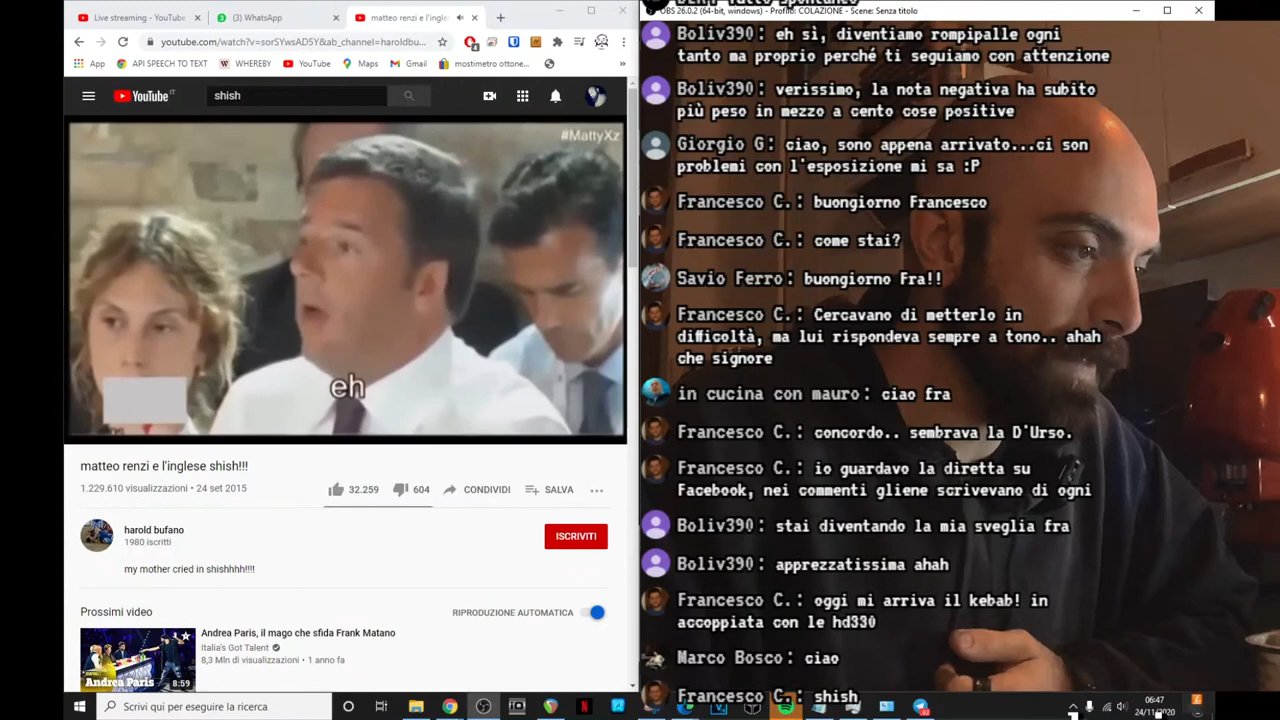 Live streaming - YouTube
(3) WhatsApp
matteo renzi e l'ingle
youtube.com/watch?v=sorSYwsAD5Y&ab_channel=haroldbu...
App
API SPEECH TO TEXT
WHEREBY
YouTube
Maps
Gmail
mostimetro ottone...
YouTube IT
shish
#MattyXz
eh
matteo renzi e l'inglese shish!!!
1.229.610 visualizzazioni • 24 set 2015
32.259
604
CONDIVIDI
SALVA
harold bufano
1980 iscritti
ISCRIVITI
my mother cried in shishhhh!!!!
Prossimi video
RIPRODUZIONE AUTOMATICA
Andrea Paris, il mago che sfida Frank Matano
Italia's Got Talent
8,3 Mln di visualizzazioni • 1 anno fa
Andrea Paris
8:59
OBS 26.0.2 (64-bit, windows) - Profilo: COLAZIONE - Scene: Senza titolo
Boliv390: eh sì, diventiamo rompipalle ogni
tanto ma proprio perché ti seguiamo con attenzione
Boliv390: verissimo, la nota negativa ha subito
più peso in mezzo a cento cose positive
Giorgio G: ciao, sono appena arrivato...ci son
problemi con l'esposizione mi sa :P
Francesco C.: buongiorno Francesco
Francesco C.: come stai?
Savio Ferro: buongiorno Fra!!
Francesco C.: Cercavano di metterlo in
difficoltà, ma lui rispondeva sempre a tono.. ahah
che signore
in cucina con mauro: ciao fra
Francesco C.: concordo.. sembrava la D'Urso.
Francesco C.: io guardavo la diretta su
Facebook, nei commenti gliene scrivevano di ogni
Boliv390: stai diventando la mia sveglia fra
Boliv390: apprezzatissima ahah
Francesco C.: oggi mi arriva il kebab! in
accoppiata con le hd330
Marco Bosco: ciao
Francesco C.: shish
Scrivi qui per eseguire la ricerca
06:47
24/11/2020